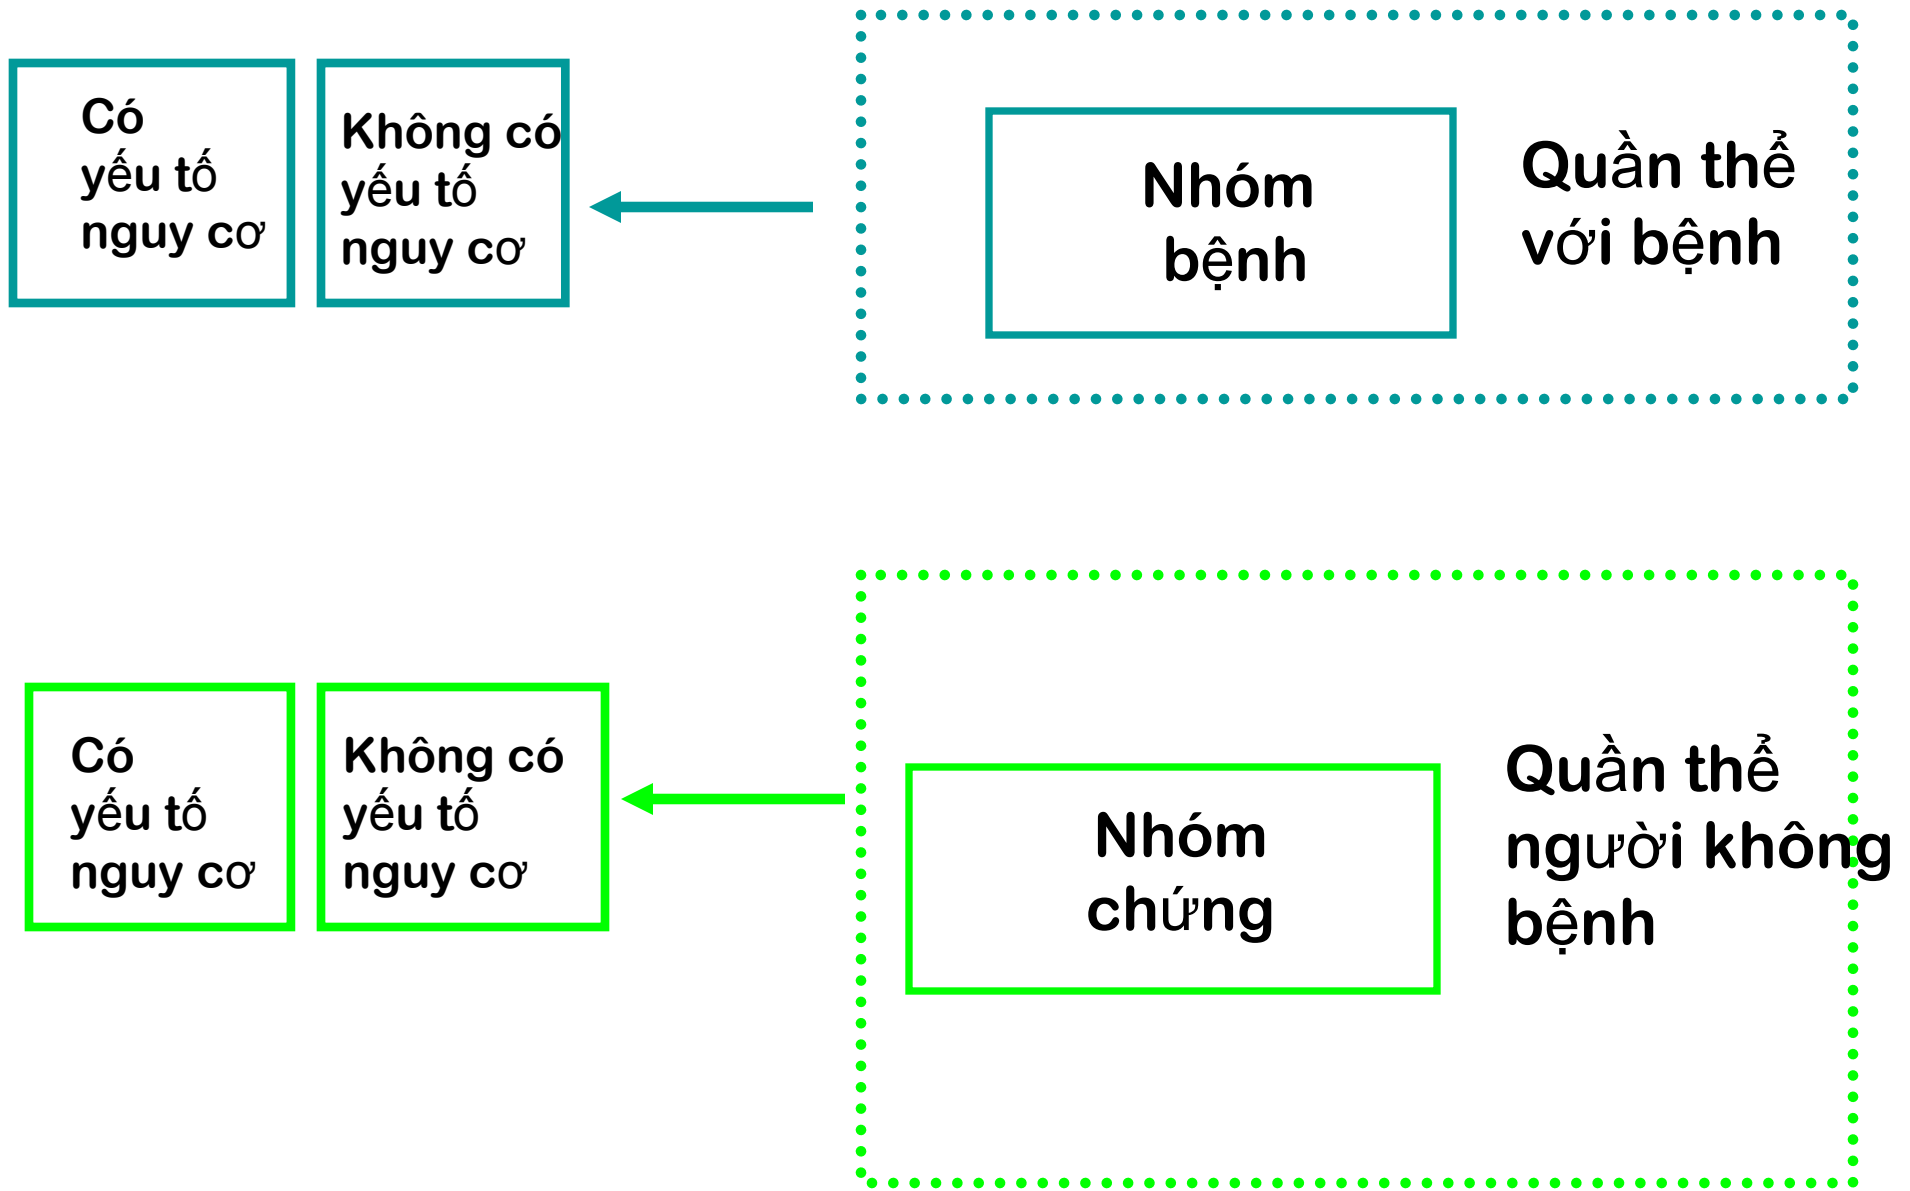 Có
yếu tố
nguy cơ
Không có
yếu tố
nguy cơ
Nhóm
bệnh
Quần thể
với bệnh
Có
yếu tố
nguy cơ
Không có
yếu tố
nguy cơ
Nhóm
chứng
Quần thể
người không
bệnh